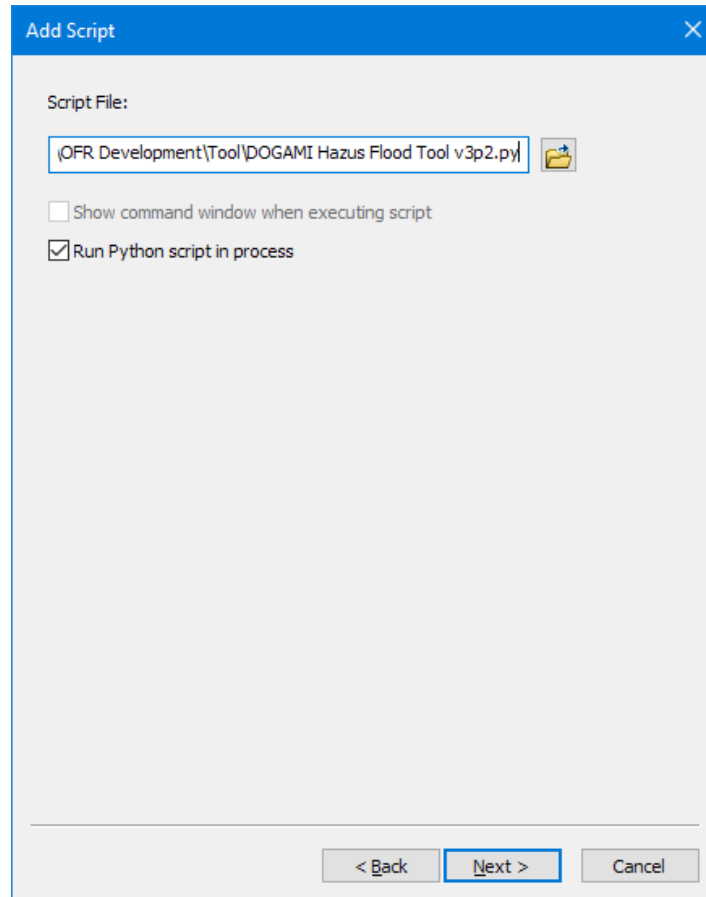 Add Script
Script File:
\OFR Development\Tool\DOGAMI Hazus Flood Tool v3p2.py
Show command window when executing script
Run Python script in process
< Back Next > Cancel